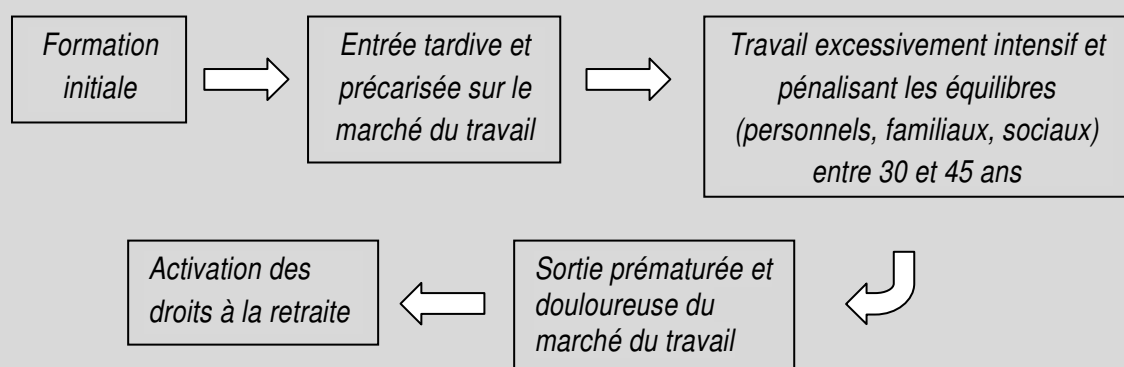 Formation
initiale
Entrée tardive et
précarisée sur le
marché du travail
Travail excessivement intensif et
pénalisant les équilibres
(personnels, familiaux, sociaux)
entre 30 et 45 ans
Sortie prématurée et
douloureuse du
marché du travail
Activation des
droits à la retraite